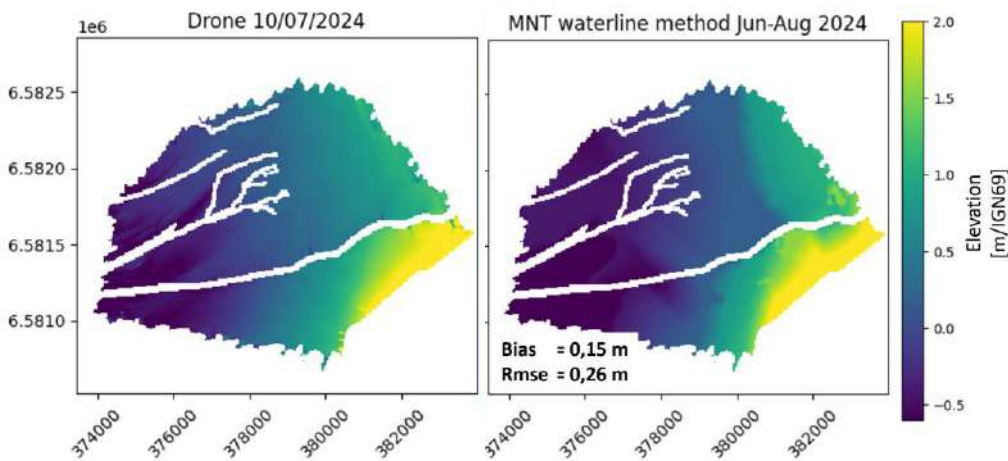 Drone 10/07/2024
MNT waterline method Jun-Aug 2024
1e6
6.5825
6.5820
6.5815
6.5810
374000
376000
378000
380000
382000
Bias = 0,15 m
Rmse = 0,26 m
374000
376000
378000
380000
382000
2.0
1.5
1.0
0.5
0.0
−0.5
Elevation
[m/IGN69]